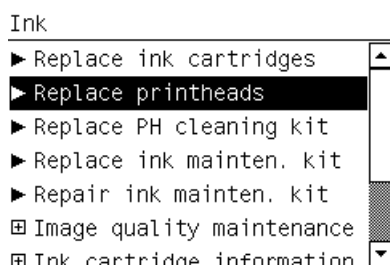 Ink
Replace ink cartridges
Replace printheads
Replace PH cleaning kit
Replace ink mainten. kit
Repair ink mainten. kit
Image quality maintenance
Ink cartridge information